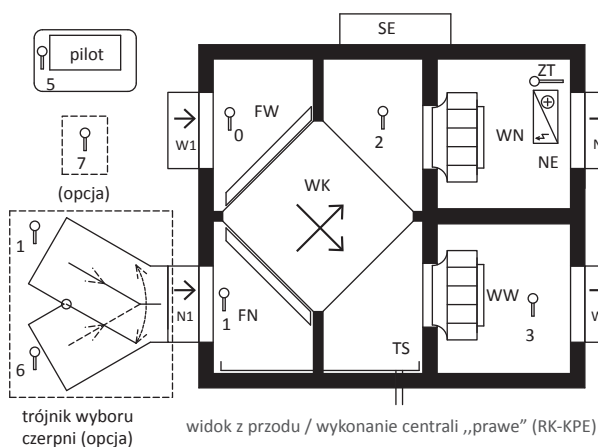 SE
pilot
5
ZT
W1
0
FW
2
WN
NE
N
7
(opcja)
WK
1
N1
1
FN
WW
3
W
6
TS
trójnik wyboru
czerpni (opcja)
widok z przodu / wykonanie centrali ,,prawe” (RK-KPE)